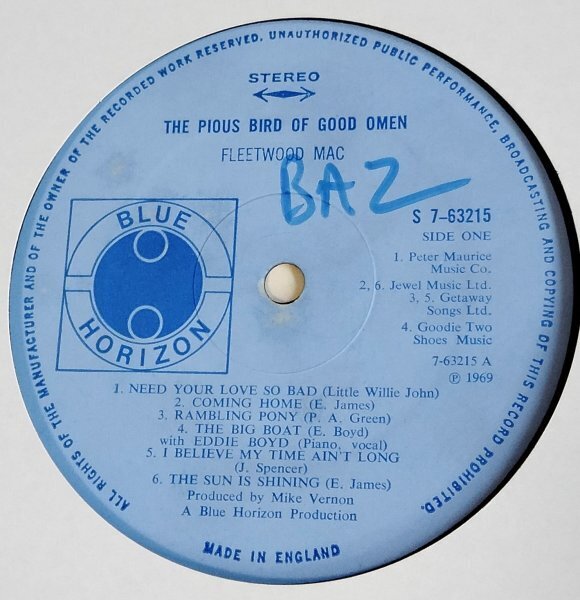 ALL RIGHTS OF THE MANUFACTURER AND OF THE OWNER OF THE RECORDED WORK RESERVED. UNAUTHORIZED PUBLIC PERFORMANCE, BROADCASTING AND COPYING OF THIS RECORD PROHIBITED.
STEREO
THE PIOUS BIRD OF GOOD OMEN
FLEETWOOD MAC
BAZ
BLUE
HORIZON
S 7-63215
SIDE ONE
1. Peter Maurice
Music Co.
2, 6. Jewel Music Ltd.
3, 5. Getaway
Songs Ltd.
4. Goodie Two
Shoes Music
7-63215 A
℗ 1969
1. NEED YOUR LOVE SO BAD (Little Willie John)
2. COMING HOME (E. James)
3. RAMBLING PONY (P. A. Green)
4. THE BIG BOAT (E. Boyd)
with EDDIE BOYD (Piano, vocal)
5. I BELIEVE MY TIME AIN'T LONG
(J. Spencer)
6. THE SUN IS SHINING (E. James)
Produced by Mike Vernon
A Blue Horizon Production
MADE IN ENGLAND